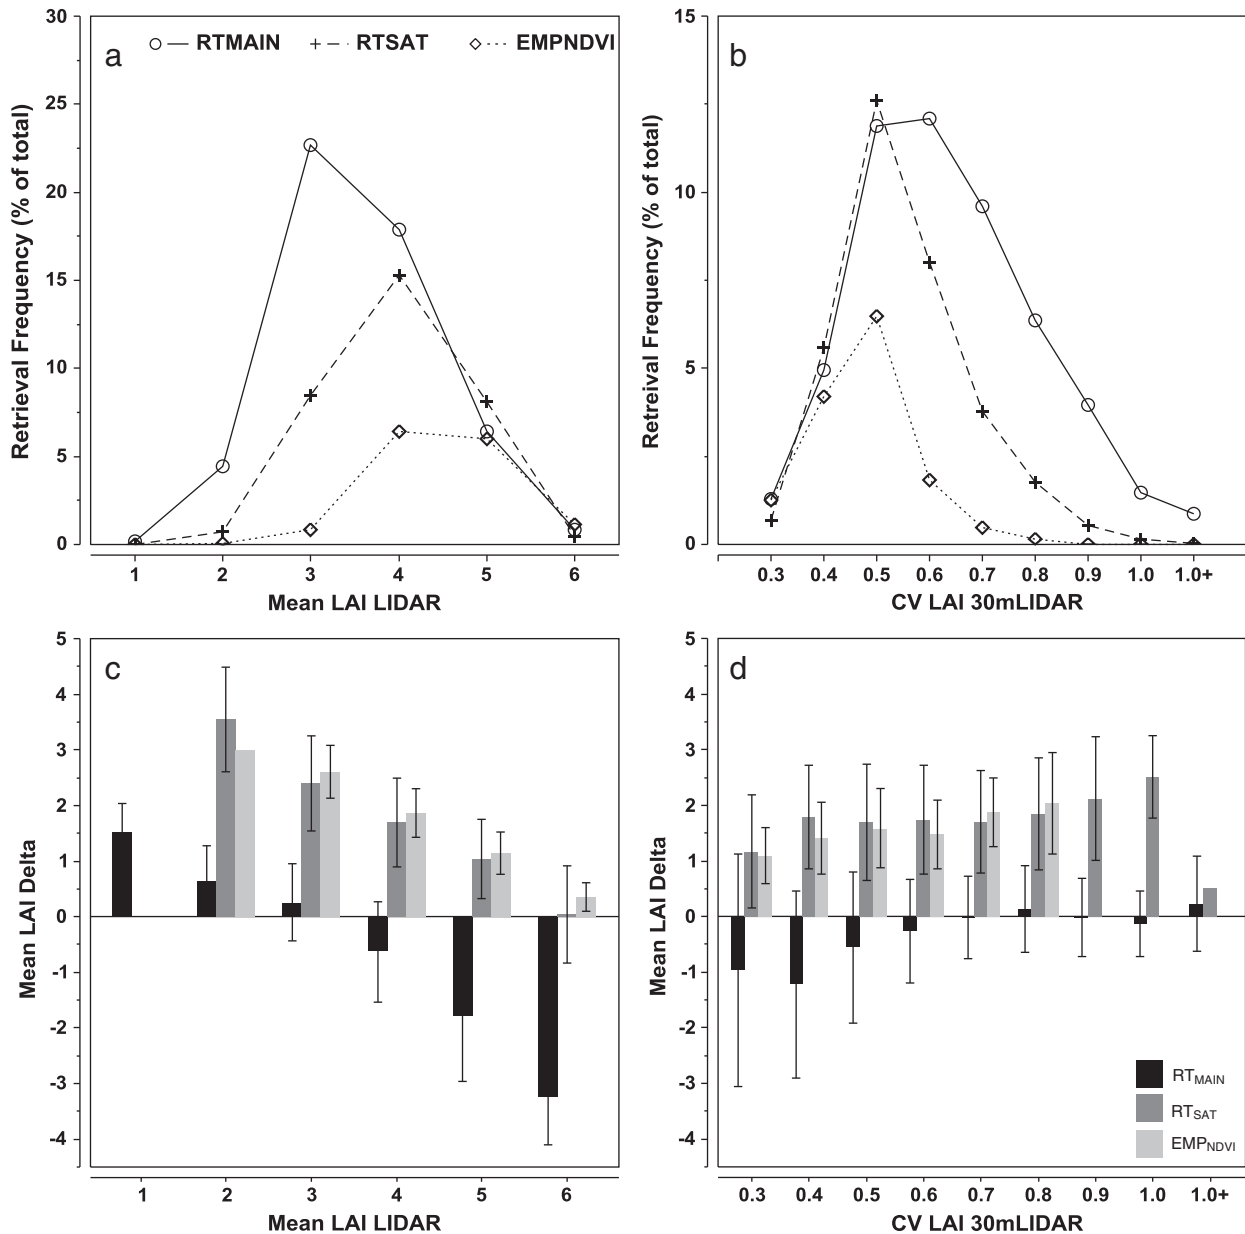 a
RTMAIN RTSAT EMPNDVI
Retrieval Frequency (% of total)
30
25
20
15
10
5
0
1 2 3 4 5 6
Mean LAI LIDAR
b
Retreival Frequency (% of total)
15
10
5
0
0.3 0.4 0.5 0.6 0.7 0.8 0.9 1.0 1.0+
CV LAI 30mLIDAR
c
Mean LAI Delta
5
4
3
2
1
0
-1
-2
-3
-4
1 2 3 4 5 6
Mean LAI LIDAR
d
Mean LAI Delta
5
4
3
2
1
0
-1
-2
-3
-4
RTMAIN
RTSAT
EMPNDVI
0.3 0.4 0.5 0.6 0.7 0.8 0.9 1.0 1.0+
CV LAI 30mLIDAR